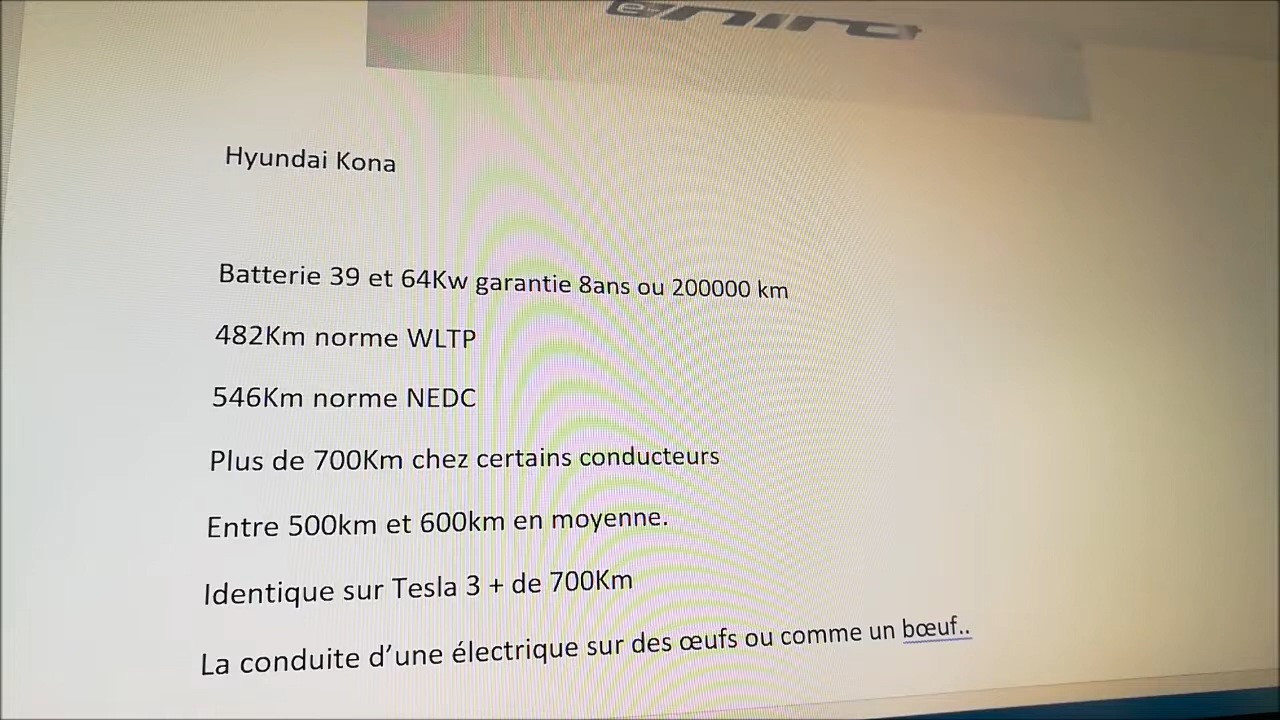 e-niro
Hyundai Kona
Batterie 39 et 64Kw garantie 8ans ou 200000 km
482Km norme WLTP
546Km norme NEDC
Plus de 700Km chez certains conducteurs
Entre 500km et 600km en moyenne.
Identique sur Tesla 3 + de 700Km
La conduite d’une électrique sur des œufs ou comme un bœuf..